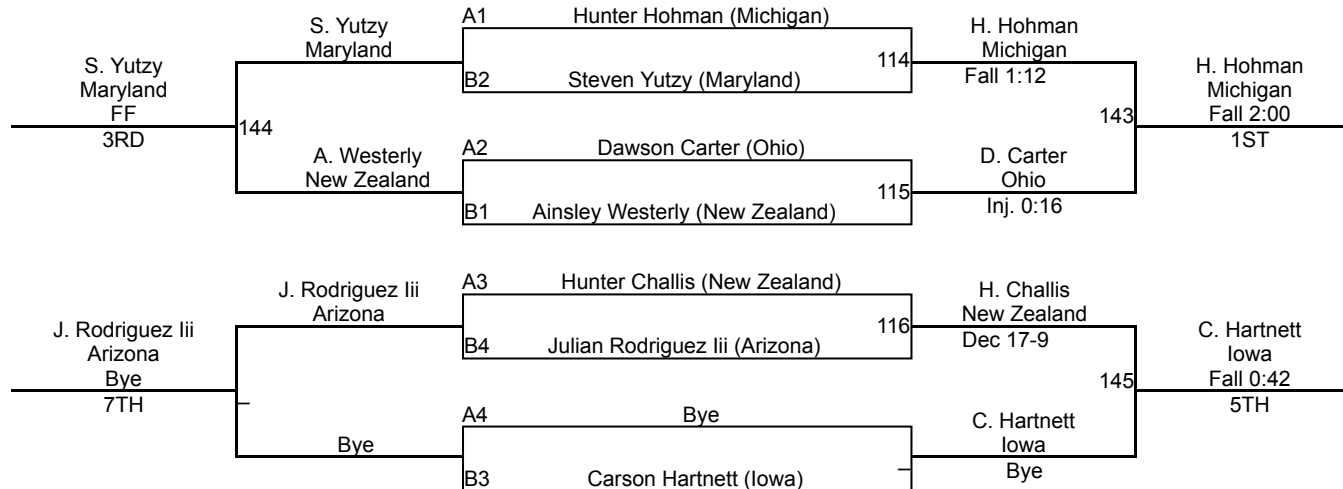 A1
Hunter Hohman (Michigan)
S. Yutzy
Maryland
H. Hohman
Michigan
114
Fall 1:12
B2
Steven Yutzy (Maryland)
S. Yutzy
Maryland
FF
3RD
144
143
H. Hohman
Michigan
Fall 2:00
1ST
A. Westerly
New Zealand
A2
Dawson Carter (Ohio)
D. Carter
Ohio
115
Inj. 0:16
B1
Ainsley Westerly (New Zealand)
A3
Hunter Challis (New Zealand)
J. Rodriguez Iii
Arizona
H. Challis
New Zealand
116
Dec 17-9
B4
Julian Rodriguez Iii (Arizona)
J. Rodriguez Iii
Arizona
Bye
7TH
145
C. Hartnett
Iowa
Fall 0:42
5TH
A4
Bye
Bye
C. Hartnett
Iowa
Bye
B3
Carson Hartnett (Iowa)